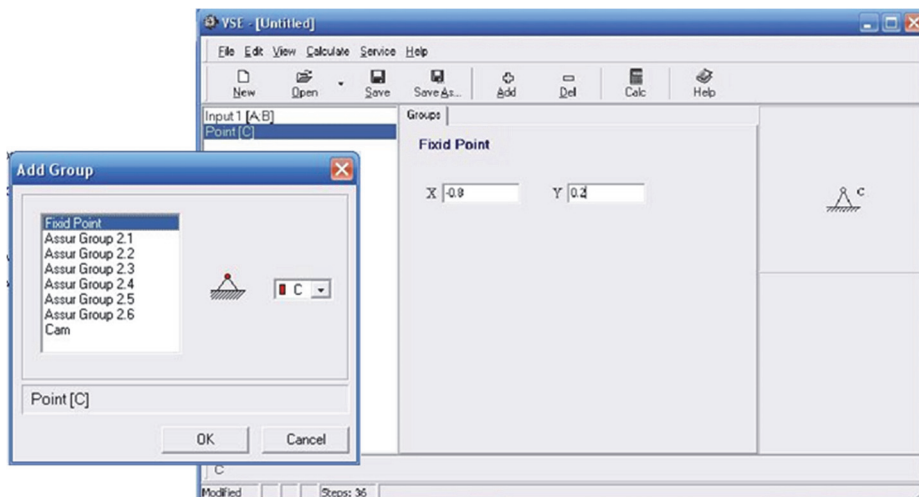 VSE - [Untitled]
File Edit View Calculate Service Help
New Open Save Save As... Add Del Calc Help
Input 1 [A;B]
Point [C]
Groups
Fixid Point
X -0.8 Y 0.2
C
Add Group
Fixid Point
Assur Group 2.1
Assur Group 2.2
Assur Group 2.3
Assur Group 2.4
Assur Group 2.5
Assur Group 2.6
Cam
C
Point [C]
OK Cancel
C
Modified Steps: 36